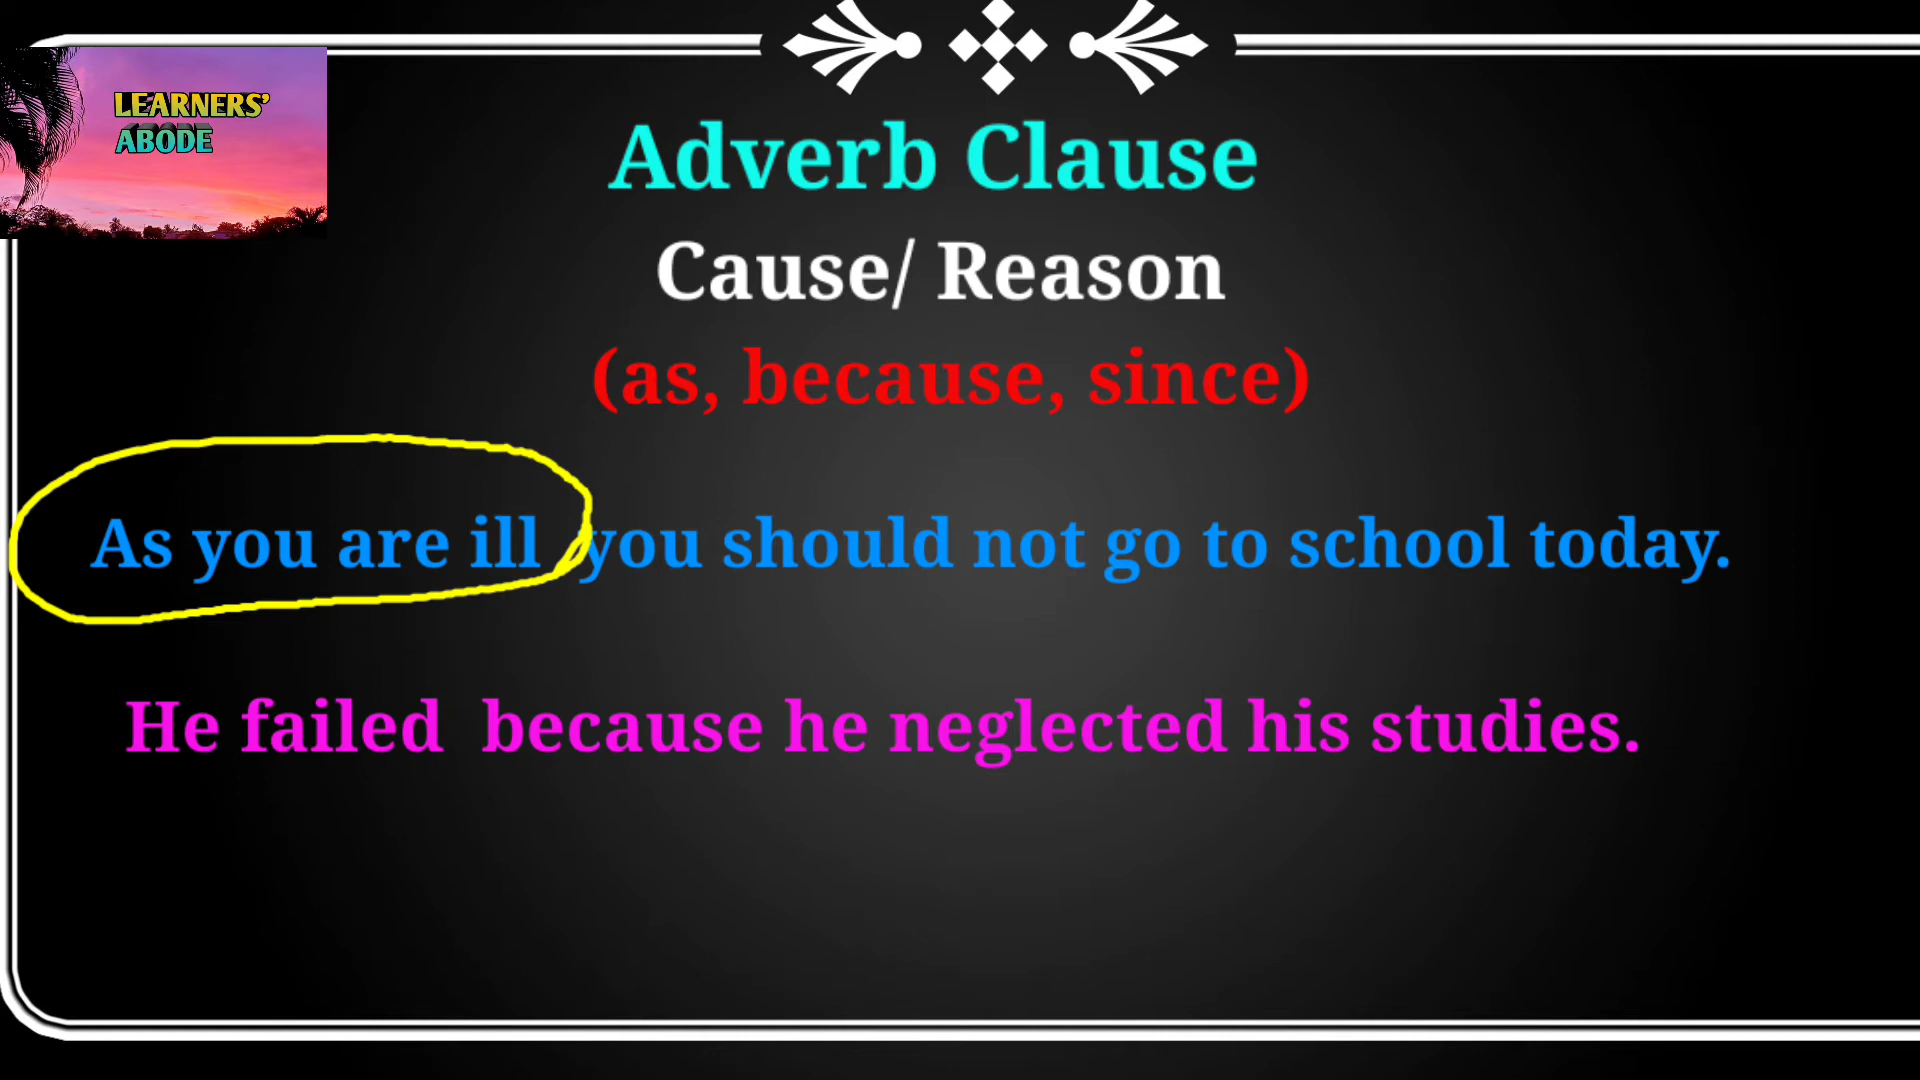 LEARNERS'
ABODE
Adverb Clause
Cause/ Reason
(as, because, since)
As you are ill you should not go to school today.
He failed because he neglected his studies.